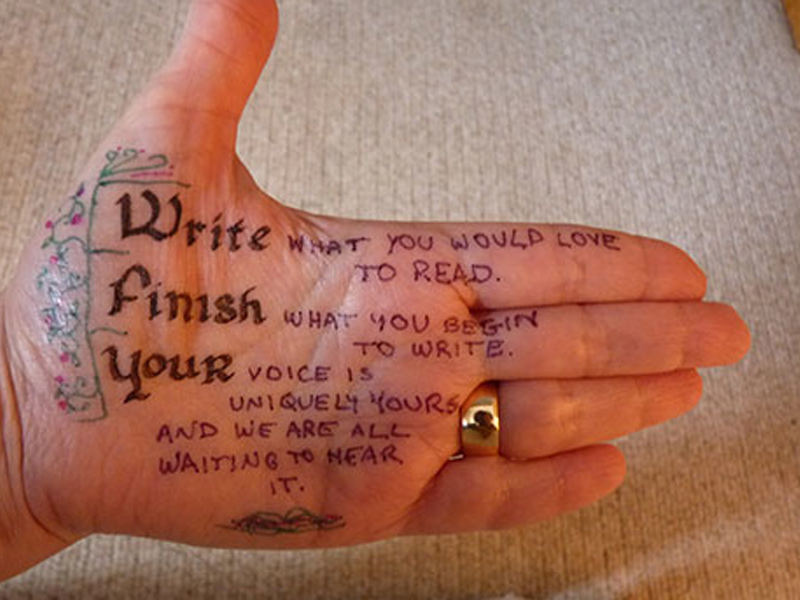 Write WHAT YOU WOULD LOVE
TO READ.
Finish WHAT YOU BEGIN
TO WRITE.
Your VOICE IS
UNIQUELY YOURS
AND WE ARE ALL
WAITING TO HEAR
IT.